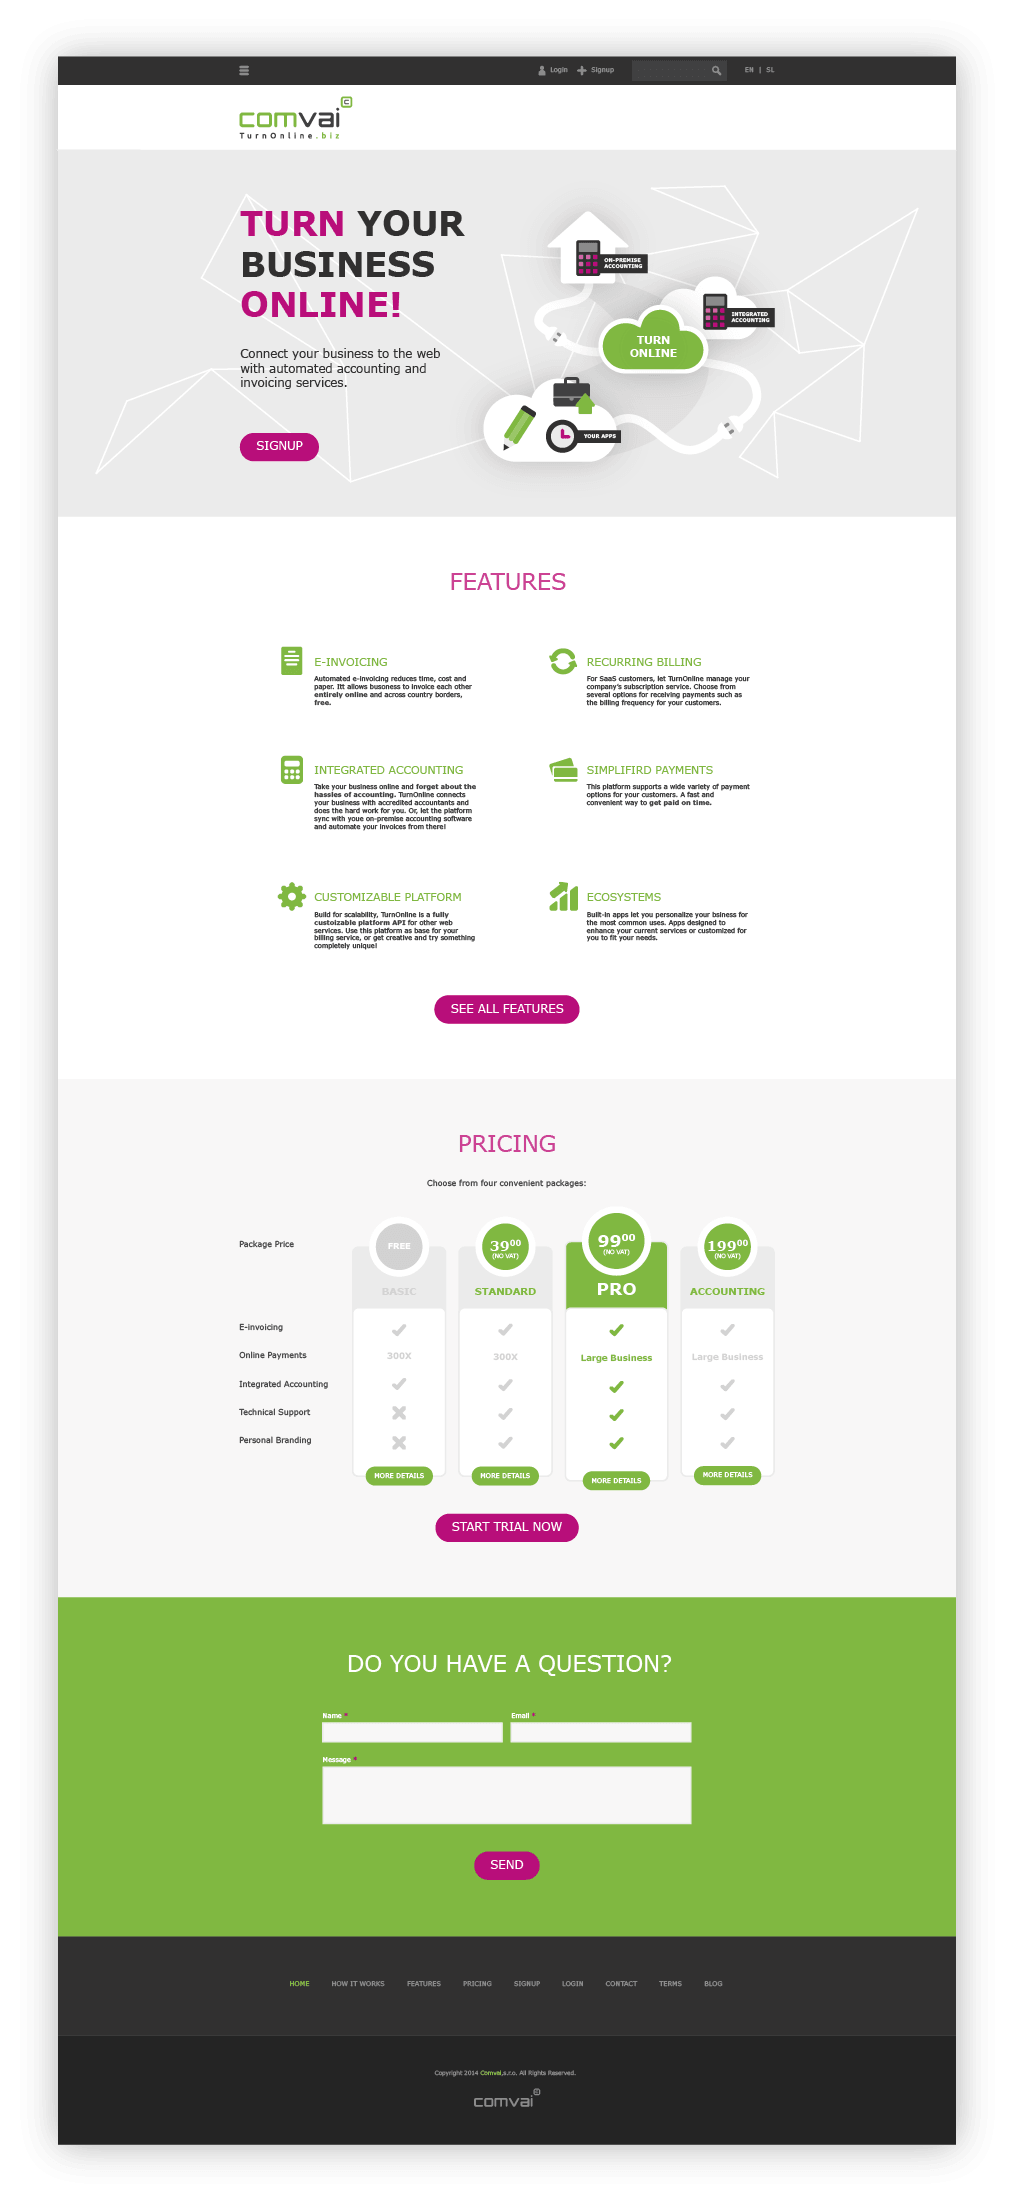 Login Signup EN | SL
comvai c
TurnOnline.biz
TURN YOUR
BUSINESS
ONLINE!
Connect your business to the web
with automated accounting and
invoicing services.
SIGNUP
ON-PREMISE
ACCOUNTING
INTEGRATED
ACCOUNTING
TURN
ONLINE
YOUR APPS
FEATURES
E-INVOICING
Automated e-invoicing reduces time, cost and
paper. Itt allows busoness to invoice each other
entirely online and across country borders,
free.
RECURRING BILLING
For SaaS customers, let TurnOnline manage your
company's subscription service. Choose from
several options for receiving payments such as
the billing frequency for your customers.
INTEGRATED ACCOUNTING
Take your business online and forget about the
hassles of accounting. TurnOnline connects
your business with accredited accountants and
does the hard work for you. Or, let the platform
sync with youe on-premise accounting software
and automate your invoices from there!
SIMPLIFIRD PAYMENTS
This platform supports a wide variety of payment
options for your customers. A fast and
convenient way to get paid on time.
CUSTOMIZABLE PLATFORM
Build for scalability, TurnOnline is a fully
custoizable platform API for other web
services. Use this platform as base for your
billing service, or get creative and try something
completely unique!
ECOSYSTEMS
Built-in apps let you personalize your bsiness for
the most common uses. Apps designed to
enhance your current services or customized for
you to fit your needs.
SEE ALL FEATURES
PRICING
Choose from four convenient packages:
Package Price FREE 39⁰⁰ 99⁰⁰ 199⁰⁰
(NO VAT) (NO VAT) (NO VAT)
BASIC STANDARD PRO ACCOUNTING
E-invoicing
Online Payments 300X 300X Large Business Large Business
Integrated Accounting
Technical Support
Personal Branding
MORE DETAILS MORE DETAILS MORE DETAILS MORE DETAILS
START TRIAL NOW
DO YOU HAVE A QUESTION?
Name * Email *
Message *
SEND
HOME HOW IT WORKS FEATURES PRICING SIGNUP LOGIN CONTACT TERMS BLOG
Copyright 2014 Comvai,s.r.o. All Rights Reserved.
comvai c